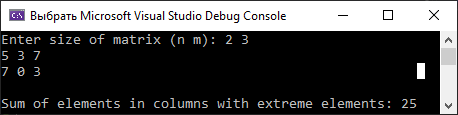 Выбрать Microsoft Visual Studio Debug Console
Enter size of matrix (n m): 2 3
5 3 7
7 0 3
Sum of elements in columns with extreme elements: 25